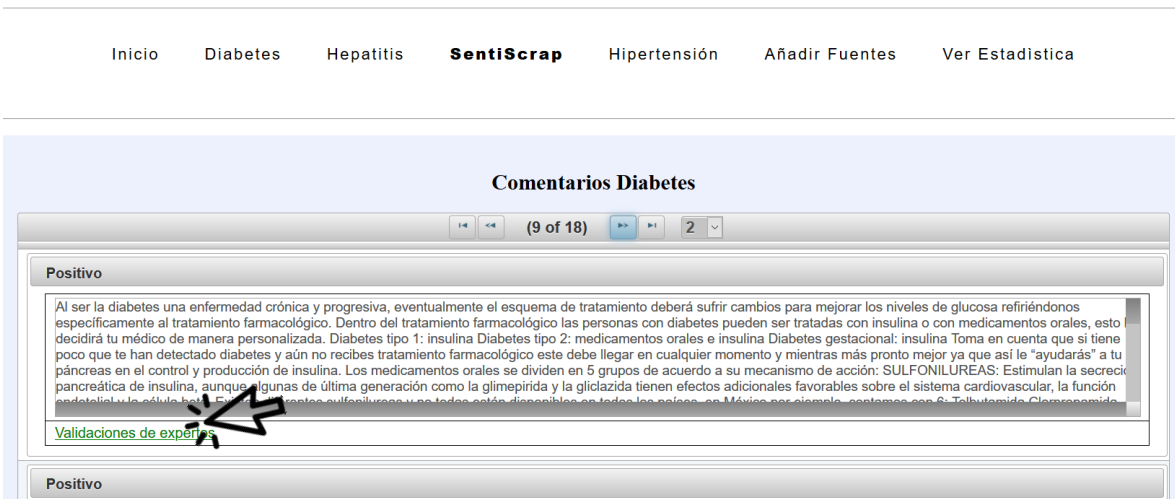 Inicio Diabetes Hepatitis SentiScrap Hipertensión Añadir Fuentes Ver Estadìstica
Comentarios Diabetes
(9 of 18) 2
Positivo
Al ser la diabetes una enfermedad crónica y progresiva, eventualmente el esquema de tratamiento deberá sufrir cambios para mejorar los niveles de glucosa refiriéndonos
específicamente al tratamiento farmacológico. Dentro del tratamiento farmacológico las personas con diabetes pueden ser tratadas con insulina o con medicamentos orales, esto
decidirá tu médico de manera personalizada. Diabetes tipo 1: insulina Diabetes tipo 2: medicamentos orales e insulina Diabetes gestacional: insulina Toma en cuenta que si tiene
poco que te han detectado diabetes y aún no recibes tratamiento farmacológico este debe llegar en cualquier momento y mientras más pronto mejor ya que así le “ayudarás” a tu
páncreas en el control y producción de insulina. Los medicamentos orales se dividen en 5 grupos de acuerdo a su mecanismo de acción: SULFONILUREAS: Estimulan la
pancreática de insulina, aunque algunas de última generación como la glimepirida y la gliclazida tienen efectos adicionales favorables sobre el sistema cardiovascular, la función
Validaciones de expertos
Positivo